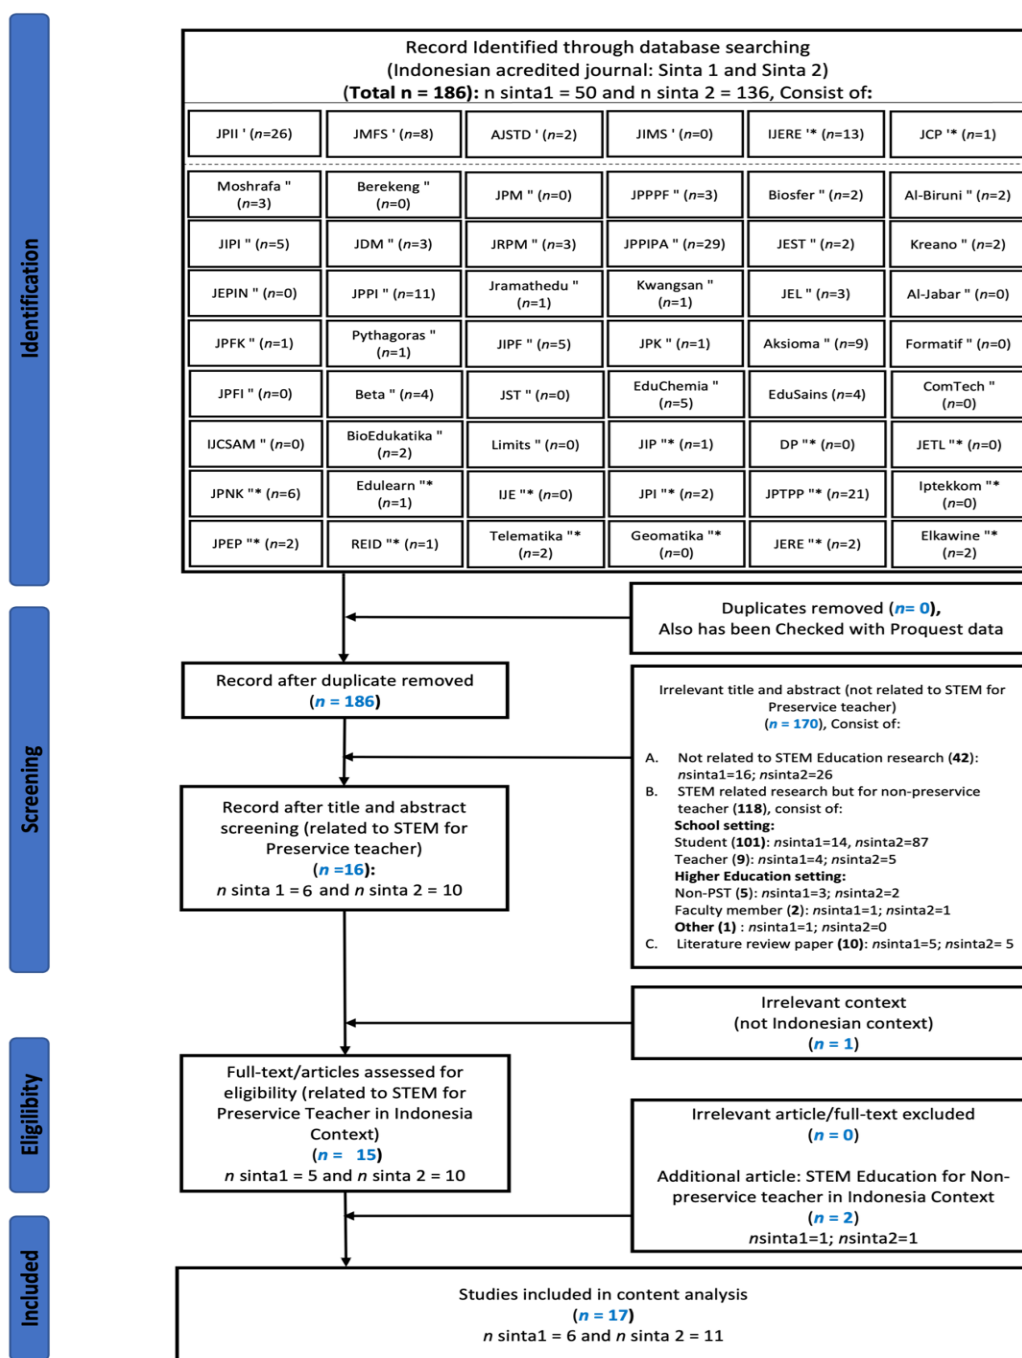 Identification
Record Identified through database searching
(Indonesian acredited journal: Sinta 1 and Sinta 2)
(Total n = 186): n sinta1 = 50 and n sinta 2 = 136, Consist of:
JPII ' (n=26)
JMFS ' (n=8)
AJSTD ' (n=2)
JIMS ' (n=0)
IJERE '* (n=13)
JCP '* (n=1)
Moshrafa "
(n=3)
Berekeng "
(n=0)
JPM " (n=0)
JPPPF " (n=3)
Biosfer " (n=2)
Al-Biruni " (n=2)
JIPI " (n=5)
JDM " (n=3)
JRPM " (n=3)
JPPIPA " (n=29)
JEST " (n=2)
Kreano " (n=2)
JEPIN " (n=0)
JPPI " (n=11)
Jramathedu "
(n=1)
Kwangsan "
(n=1)
JEL " (n=3)
Al-Jabar " (n=0)
JPFK " (n=1)
Pythagoras "
(n=1)
JIPF " (n=5)
JPK " (n=1)
Aksioma " (n=9)
Formatif " (n=0)
JPFI " (n=0)
Beta " (n=4)
JST " (n=0)
EduChemia "
(n=5)
EduSains (n=4)
ComTech "
(n=0)
IJCSAM " (n=0)
BioEdukatika "
(n=2)
Limits " (n=0)
JIP "* (n=1)
DP "* (n=0)
JETL "* (n=0)
JPNK "* (n=6)
Edulearn "*
(n=1)
IJE "* (n=0)
JPI "* (n=2)
JPTPP "* (n=21)
Iptekkom "*
(n=0)
JPEP "* (n=2)
REID "* (n=1)
Telematika "*
(n=2)
Geomatika "*
(n=0)
JERE "* (n=2)
Elkawine "*
(n=2)
Screening
Duplicates removed (n= 0),
Also has been Checked with Proquest data
Record after duplicate removed
(n = 186)
Irrelevant title and abstract (not related to STEM for
Preservice teacher)
(n = 170), Consist of:
A. Not related to STEM Education research (42):
nsinta1=16; nsinta2=26
B. STEM related research but for non-preservice
teacher (118), consist of:
School setting:
Student (101): nsinta1=14, nsinta2=87
Teacher (9): nsinta1=4; nsinta2=5
Higher Education setting:
Non-PST (5): nsinta1=3; nsinta2=2
Faculty member (2): nsinta1=1; nsinta2=1
Other (1) : nsinta1=1; nsinta2=0
C. Literature review paper (10): nsinta1=5; nsinta2= 5
Record after title and abstract
screening (related to STEM for
Preservice teacher)
(n =16):
n sinta 1 = 6 and n sinta 2 = 10
Irrelevant context
(not Indonesian context)
(n = 1)
Eligilibity
Full-text/articles assessed for
eligibility (related to STEM for
Preservice Teacher in Indonesia
Context)
(n = 15)
n sinta1 = 5 and n sinta 2 = 10
Irrelevant article/full-text excluded
(n = 0)
Additional article: STEM Education for Non-
preservice teacher in Indonesia Context
(n = 2)
nsinta1=1; nsinta2=1
Included
Studies included in content analysis
(n = 17)
n sinta1 = 6 and n sinta 2 = 11